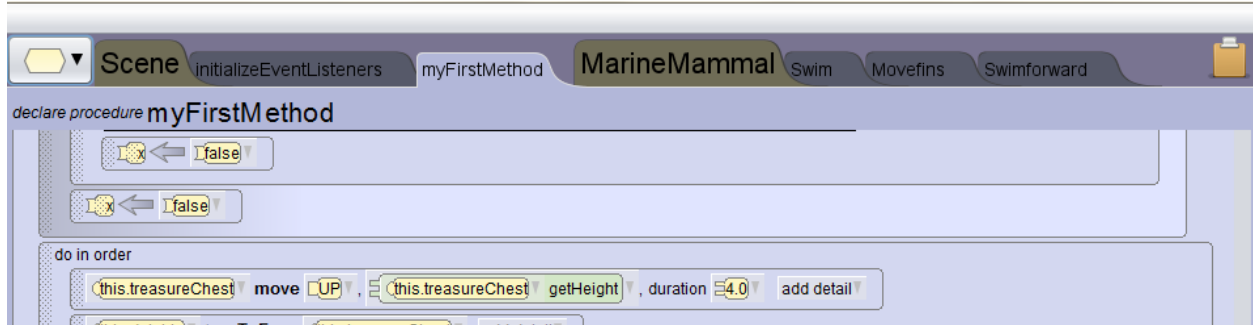 Scene initializeEventListeners myFirstMethod MarineMammal Swim Movefins Swimforward
declare procedure myFirstMethod
x false
x false
do in order
this.treasureChest move UP , this.treasureChest getHeight , duration 4.0 add detail